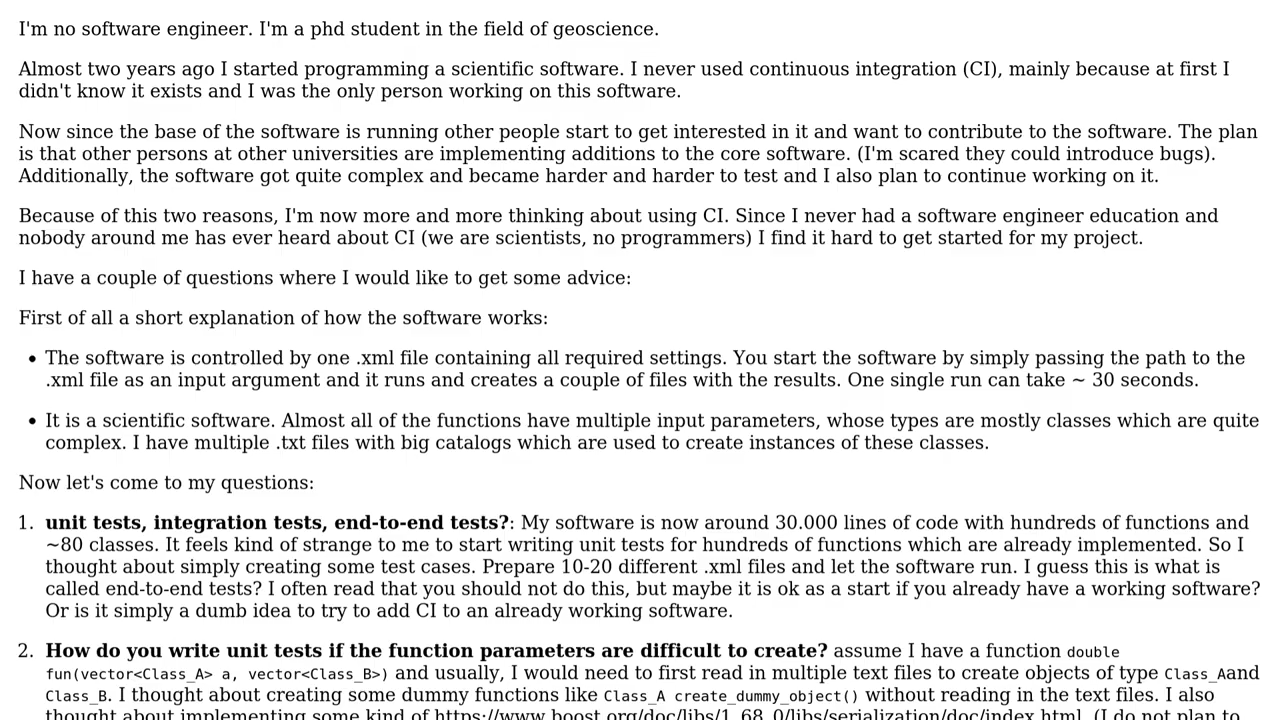 I'm no software engineer. I'm a phd student in the field of geoscience.
Almost two years ago I started programming a scientific software. I never used continuous integration (CI), mainly because at first I
didn't know it exists and I was the only person working on this software.
Now since the base of the software is running other people start to get interested in it and want to contribute to the software. The plan
is that other persons at other universities are implementing additions to the core software. (I'm scared they could introduce bugs).
Additionally, the software got quite complex and became harder and harder to test and I also plan to continue working on it.
Because of this two reasons, I'm now more and more thinking about using CI. Since I never had a software engineer education and
nobody around me has ever heard about CI (we are scientists, no programmers) I find it hard to get started for my project.
I have a couple of questions where I would like to get some advice:
First of all a short explanation of how the software works:
• The software is controlled by one .xml file containing all required settings. You start the software by simply passing the path to the
.xml file as an input argument and it runs and creates a couple of files with the results. One single run can take ~ 30 seconds.
• It is a scientific software. Almost all of the functions have multiple input parameters, whose types are mostly classes which are quite
complex. I have multiple .txt files with big catalogs which are used to create instances of these classes.
Now let's come to my questions:
1. unit tests, integration tests, end-to-end tests?: My software is now around 30.000 lines of code with hundreds of functions and
~80 classes. It feels kind of strange to me to start writing unit tests for hundreds of functions which are already implemented. So I
thought about simply creating some test cases. Prepare 10-20 different .xml files and let the software run. I guess this is what is
called end-to-end tests? I often read that you should not do this, but maybe it is ok as a start if you already have a working software?
Or is it simply a dumb idea to try to add CI to an already working software.
2. How do you write unit tests if the function parameters are difficult to create? assume I have a function double
fun(vector<Class_A> a, vector<Class_B>) and usually, I would need to first read in multiple text files to create objects of type Class_Aand
Class_B. I thought about creating some dummy functions like Class_A create_dummy_object() without reading in the text files. I also
thought about implementing some kind of https://www.boost.org/doc/libs/1_68_0/libs/serialization/doc/index.html. (I do not plan to